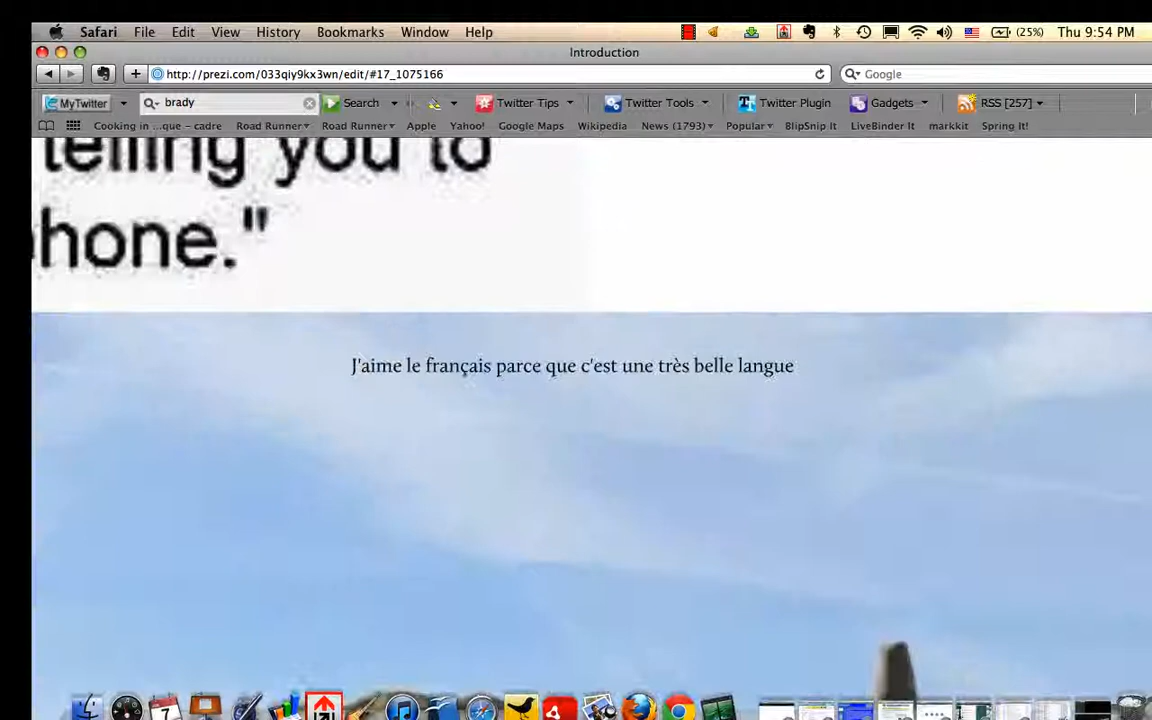 Safari File Edit View History Bookmarks Window Help (25%) Thu 9:54 PM
Introduction
http://prezi.com/033qiy9kx3wn/edit/#17_1075166 Google
MyTwitter brady Search Twitter Tips Twitter Tools Twitter Plugin Gadgets RSS [257]
Cooking in ...que - cadre Road Runner Road Runner Apple Yahoo! Google Maps Wikipedia News (1793) Popular BlipSnip It LiveBinder It markkit Spring It!
telling you to
hone."
J'aime le français parce que c'est une très belle langue
7